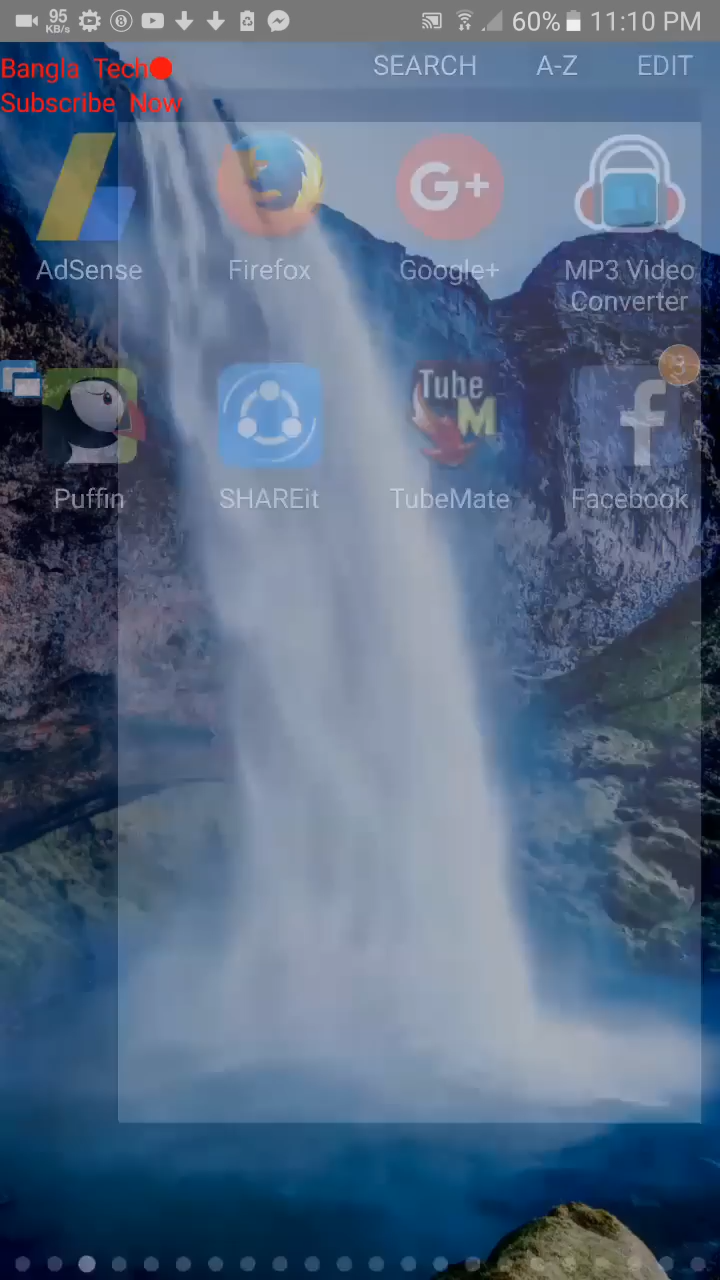 95
KB/s
8
60%
11:10 PM
Bangla Tech
Subscribe Now
SEARCH
A-Z
EDIT
AdSense
Firefox
G+
Google+
MP3 Video
Converter
3
Tube
M
f
Puffin
SHAREit
TubeMate
Facebook